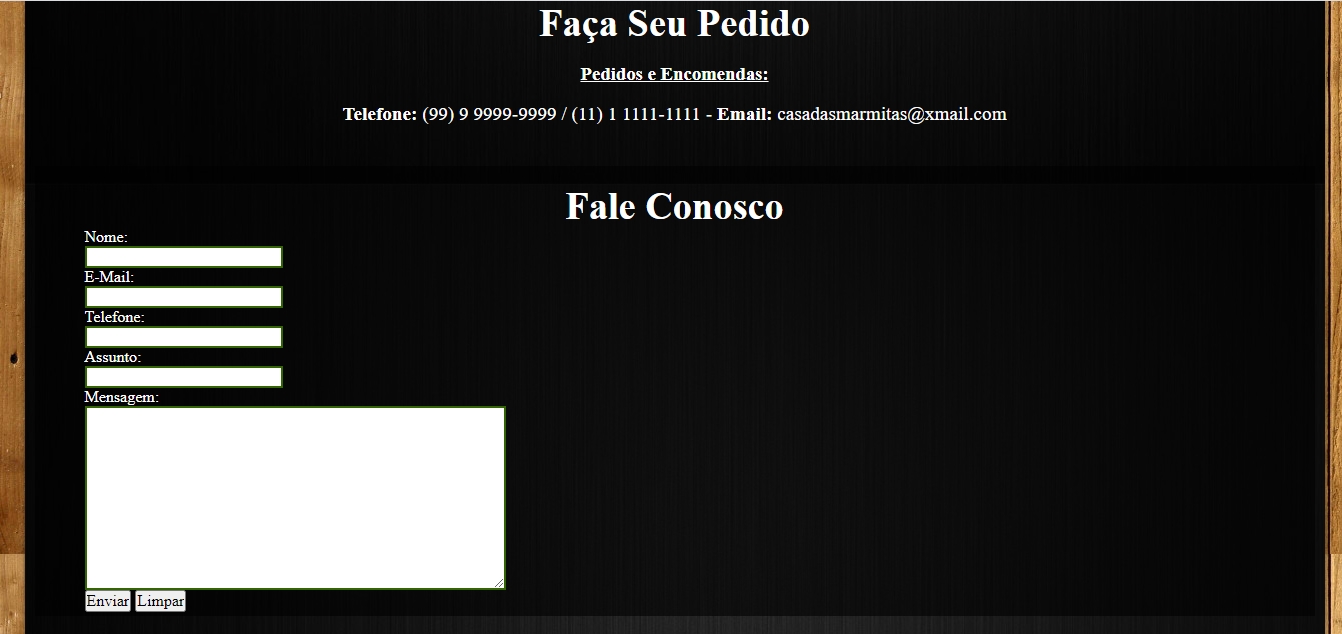 Faça Seu Pedido
Pedidos e Encomendas:
Telefone: (99) 9 9999-9999 / (11) 1 1111-1111 - Email: casadasmarmitas@xmail.com
Fale Conosco
Nome:
E-Mail:
Telefone:
Assunto:
Mensagem:
Enviar Limpar